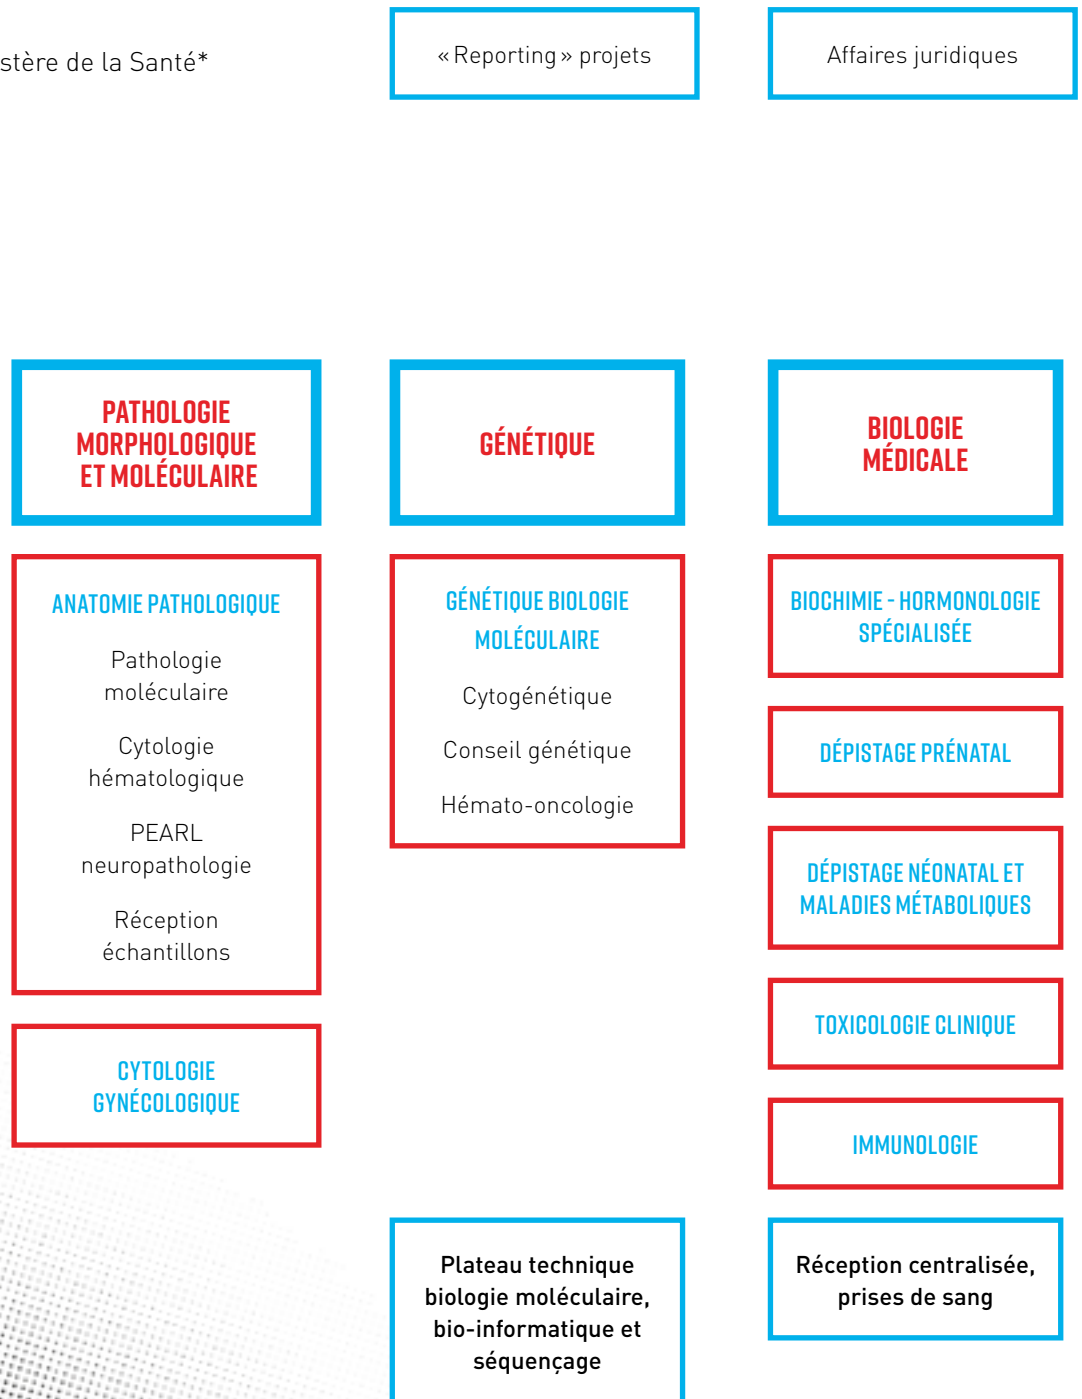 stère de la Santé*
« Reporting » projets
Affaires juridiques
PATHOLOGIE
MORPHOLOGIQUE
ET MOLÉCULAIRE
ANATOMIE PATHOLOGIQUE
Pathologie
moléculaire
Cytologie
hématologique
PEARL
neuropathologie
Réception
échantillons
CYTOLOGIE
GYNÉCOLOGIQUE
GÉNÉTIQUE
GÉNÉTIQUE BIOLOGIE
MOLÉCULAIRE
Cytogénétique
Conseil génétique
Hémato-oncologie
Plateau technique
biologie moléculaire,
bio-informatique et
séquençage
BIOLOGIE
MÉDICALE
BIOCHIMIE - HORMONOLOGIE
SPÉCIALISÉE
DÉPISTAGE PRÉNATAL
DÉPISTAGE NÉONATAL ET
MALADIES MÉTABOLIQUES
TOXICOLOGIE CLINIQUE
IMMUNOLOGIE
Réception centralisée,
prises de sang